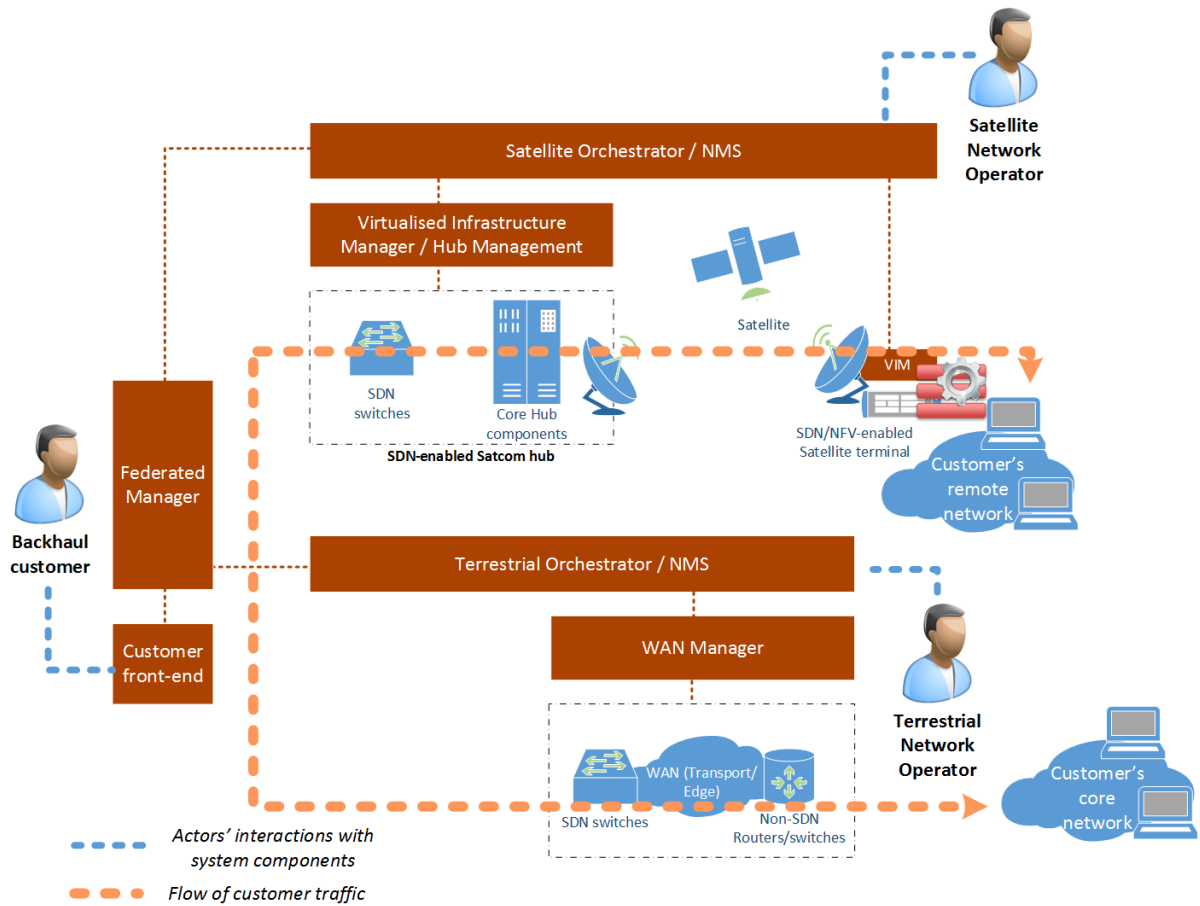 Satellite
Network
Operator
Satellite Orchestrator / NMS
Virtualised Infrastructure
Manager / Hub Management
Satellite
VIM
SDN
switches
Core Hub
components
SDN-enabled Satcom hub
SDN/NFV-enabled
Satellite terminal
Customer’s
remote
network
Federated
Manager
Backhaul
customer
Terrestrial Orchestrator / NMS
Customer
front-end
WAN Manager
Terrestrial
Network
Operator
WAN (Transport/
Edge)
SDN switches
Non-SDN
Routers/switches
Customer’s
core
network
Actors’ interactions with
system components
Flow of customer traffic